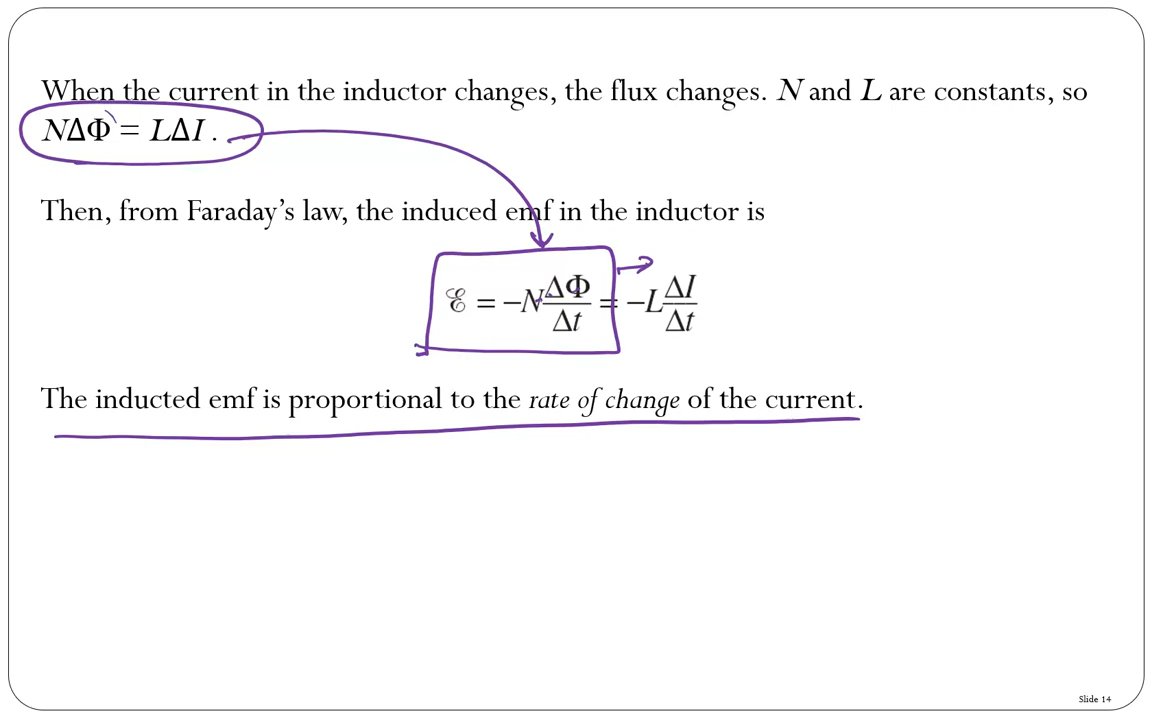 When the current in the inductor changes, the flux changes. N and L are constants, so
NΔΦ = LΔI .
Then, from Faraday’s law, the induced emf in the inductor is
ℰ = −N ΔΦ/Δt = −L ΔI/Δt
The inducted emf is proportional to the rate of change of the current.
Slide 14